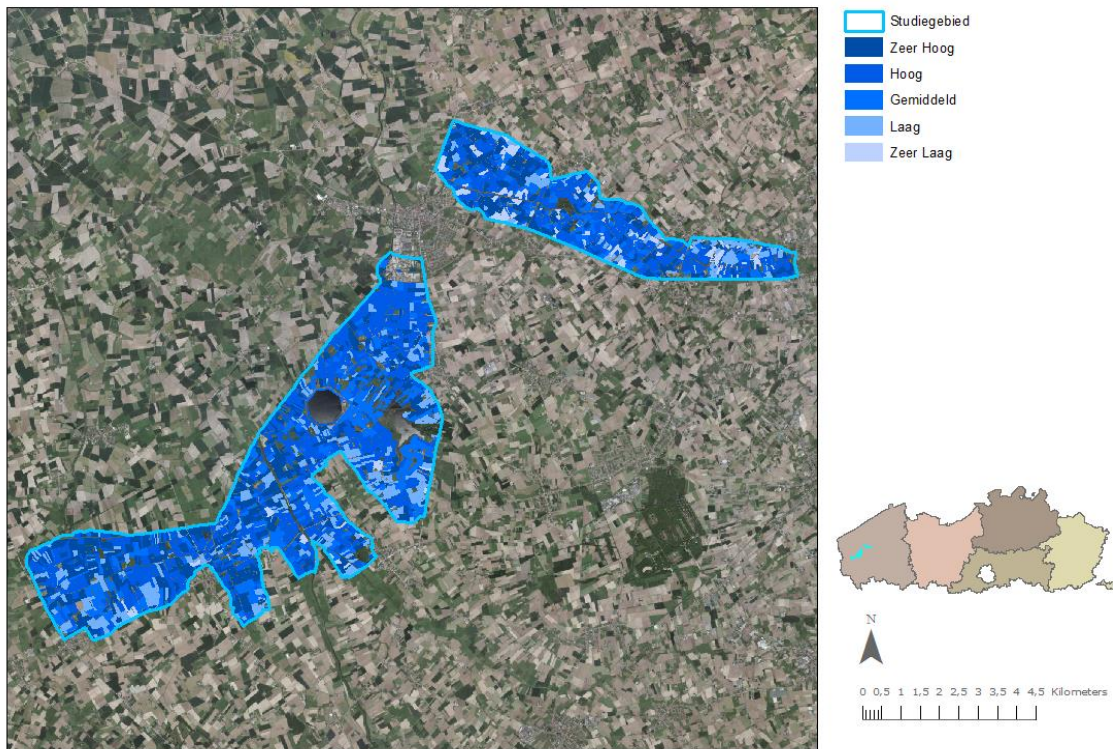 Studiegebied
Zeer Hoog
Hoog
Gemiddeld
Laag
Zeer Laag
N
0 0,5 1 1,5 2 2,5 3 3,5 4 4,5 Kilometers